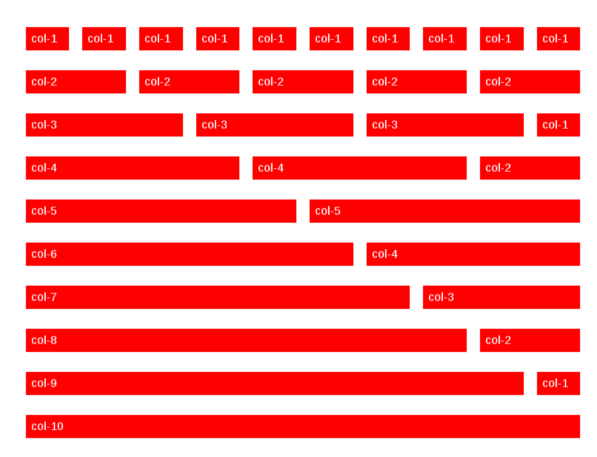 col-1 col-1 col-1 col-1 col-1 col-1 col-1 col-1 col-1 col-1
col-2 col-2 col-2 col-2 col-2
col-3 col-3 col-3 col-1
col-4 col-4 col-2
col-5 col-5
col-6 col-4
col-7 col-3
col-8 col-2
col-9 col-1
col-10